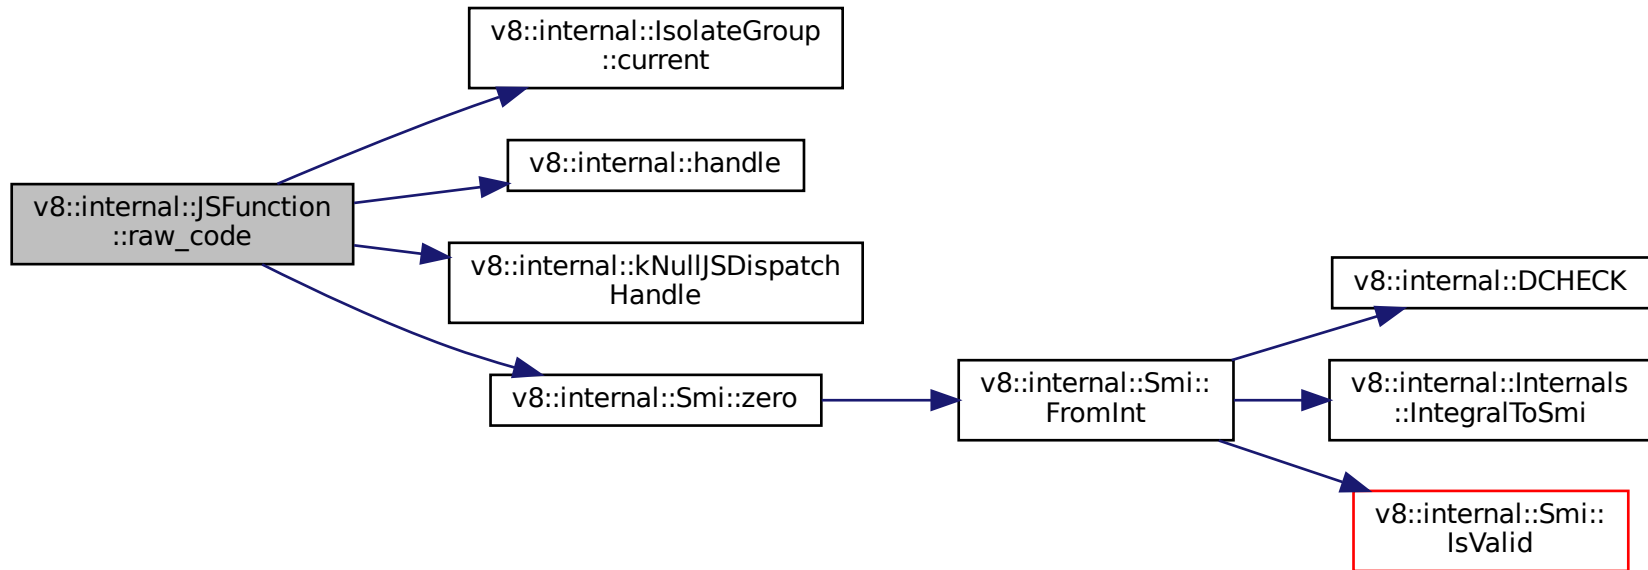 v8::internal::IsolateGroup
::current
v8::internal::handle
v8::internal::JSFunction
::raw_code
v8::internal::kNullJSDispatch
Handle
v8::internal::Smi::zero
v8::internal::Smi::
FromInt
v8::internal::DCHECK
v8::internal::Internals
::IntegralToSmi
v8::internal::Smi::
IsValid